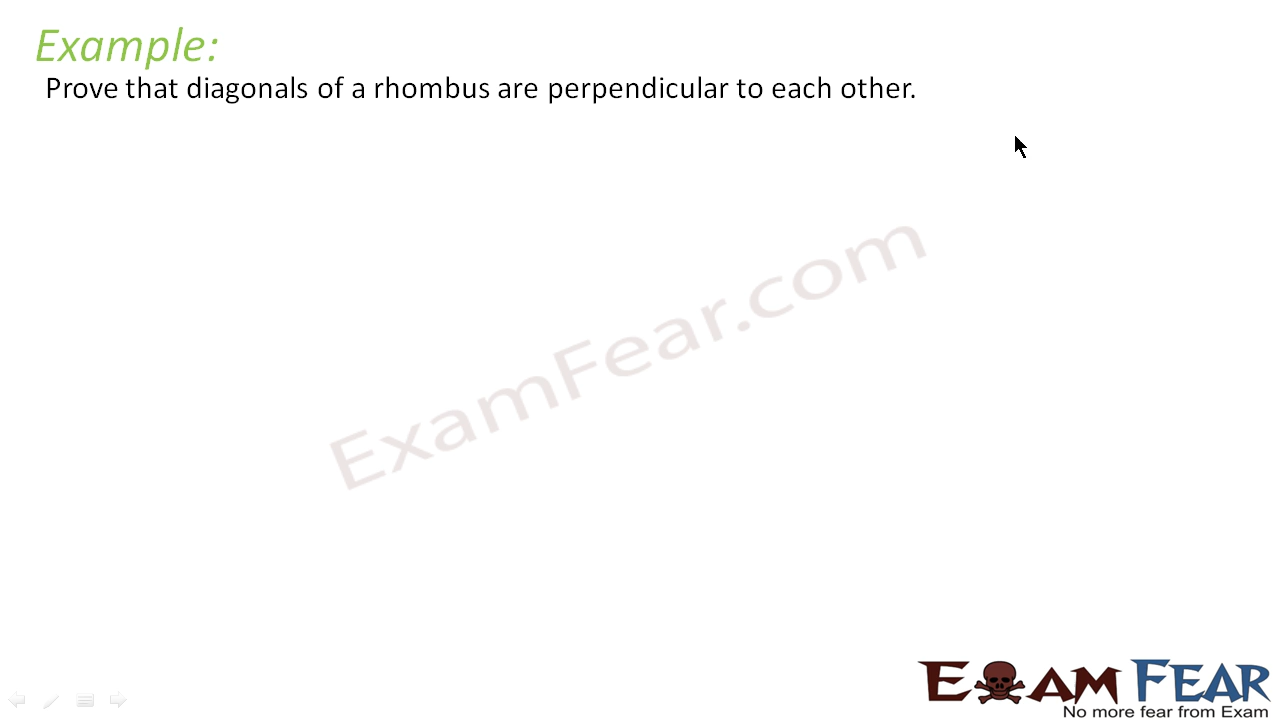 Example:
Prove that diagonals of a rhombus are perpendicular to each other.
ExamFear.com
EXAM FEAR
No more fear from Exam